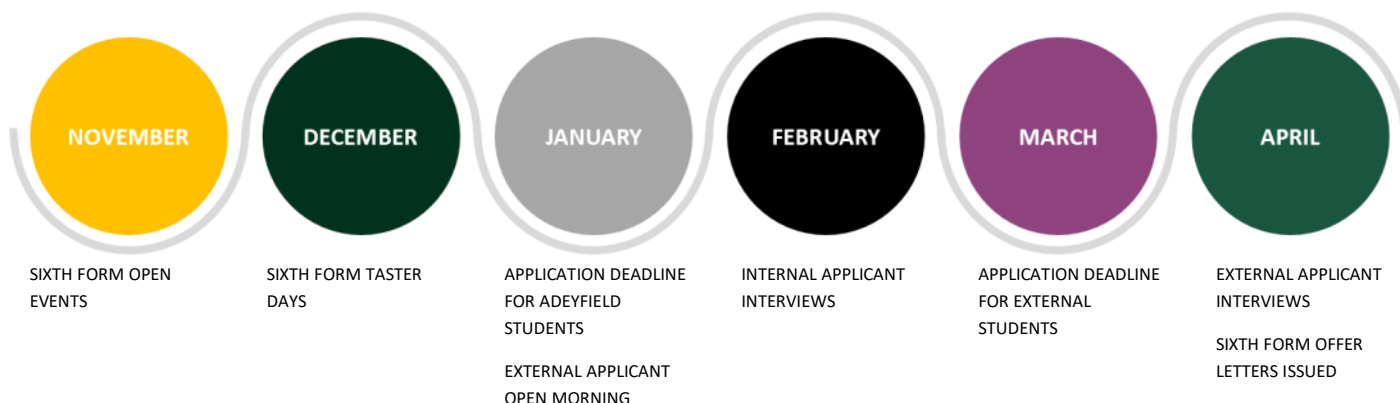 NOVEMBER
DECEMBER
JANUARY
FEBRUARY
MARCH
APRIL
SIXTH FORM OPEN
EVENTS
SIXTH FORM TASTER
DAYS
APPLICATION DEADLINE
FOR ADEYFIELD
STUDENTS
EXTERNAL APPLICANT
OPEN MORNING
INTERNAL APPLICANT
INTERVIEWS
APPLICATION DEADLINE
FOR EXTERNAL
STUDENTS
EXTERNAL APPLICANT
INTERVIEWS
SIXTH FORM OFFER
LETTERS ISSUED